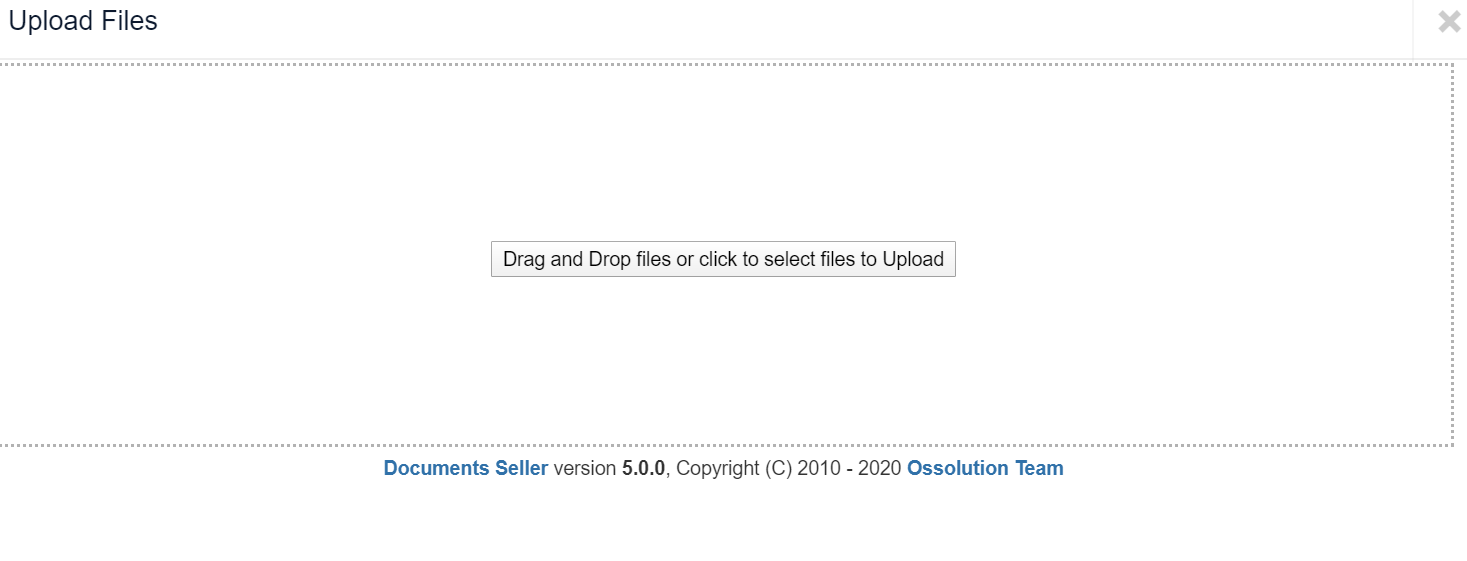 Upload Files
Drag and Drop files or click to select files to Upload
Documents Seller version 5.0.0, Copyright (C) 2010 - 2020 Ossolution Team